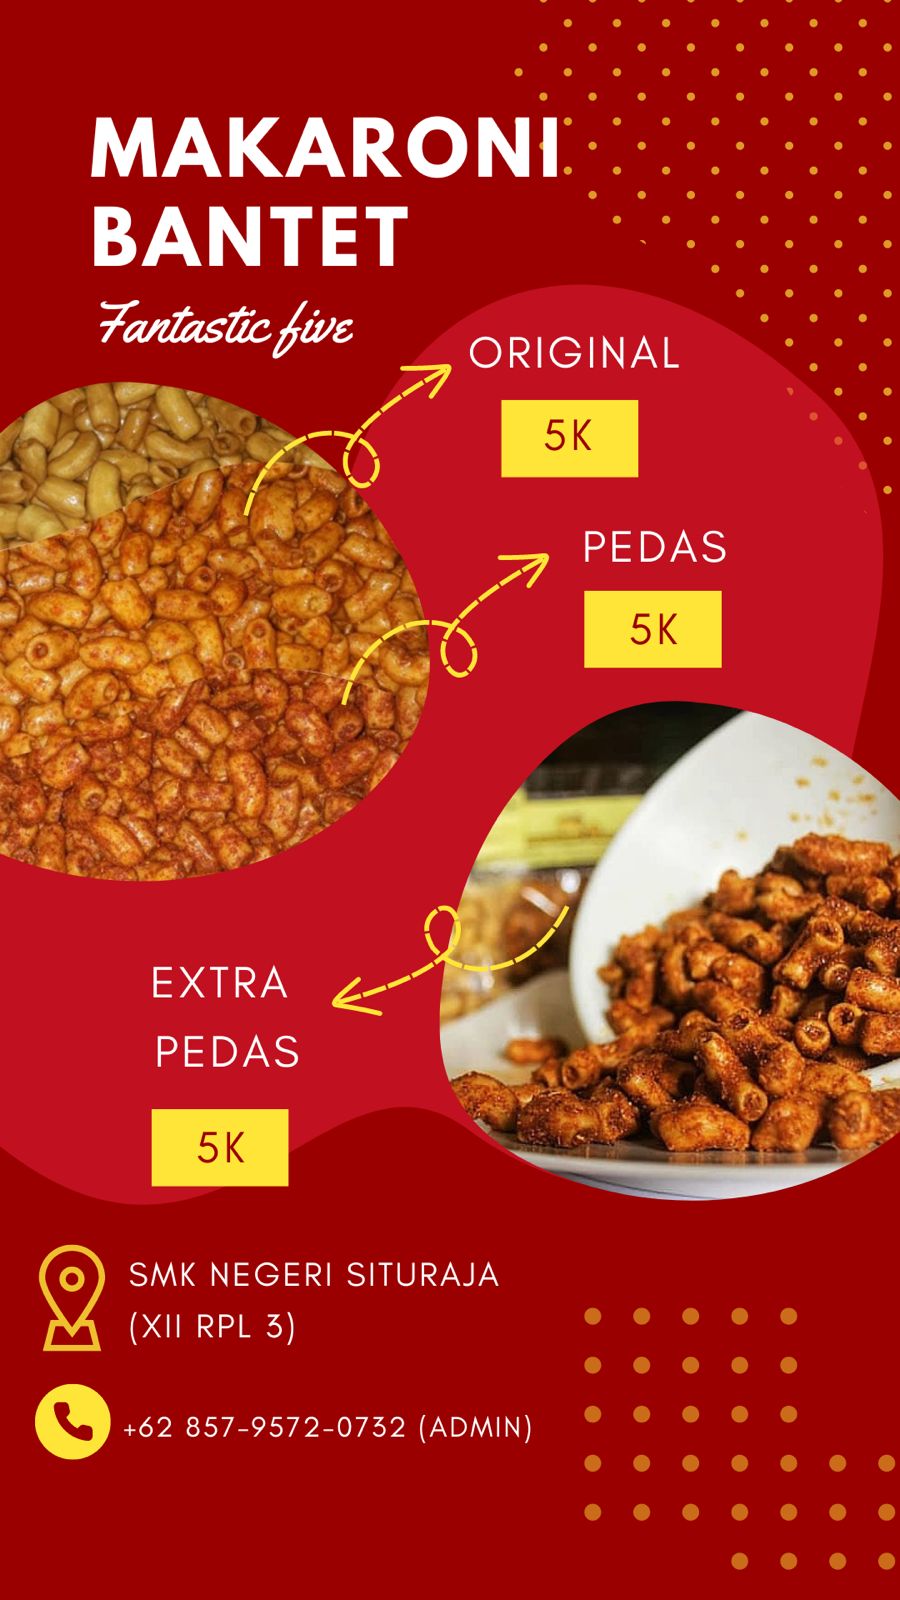 MAKARONI
BANTET
Fantastic five
ORIGINAL
5K
PEDAS
5K
EXTRA
PEDAS
5K
SMK NEGERI SITURAJA
(XII RPL 3)
+62 857-9572-0732 (ADMIN)